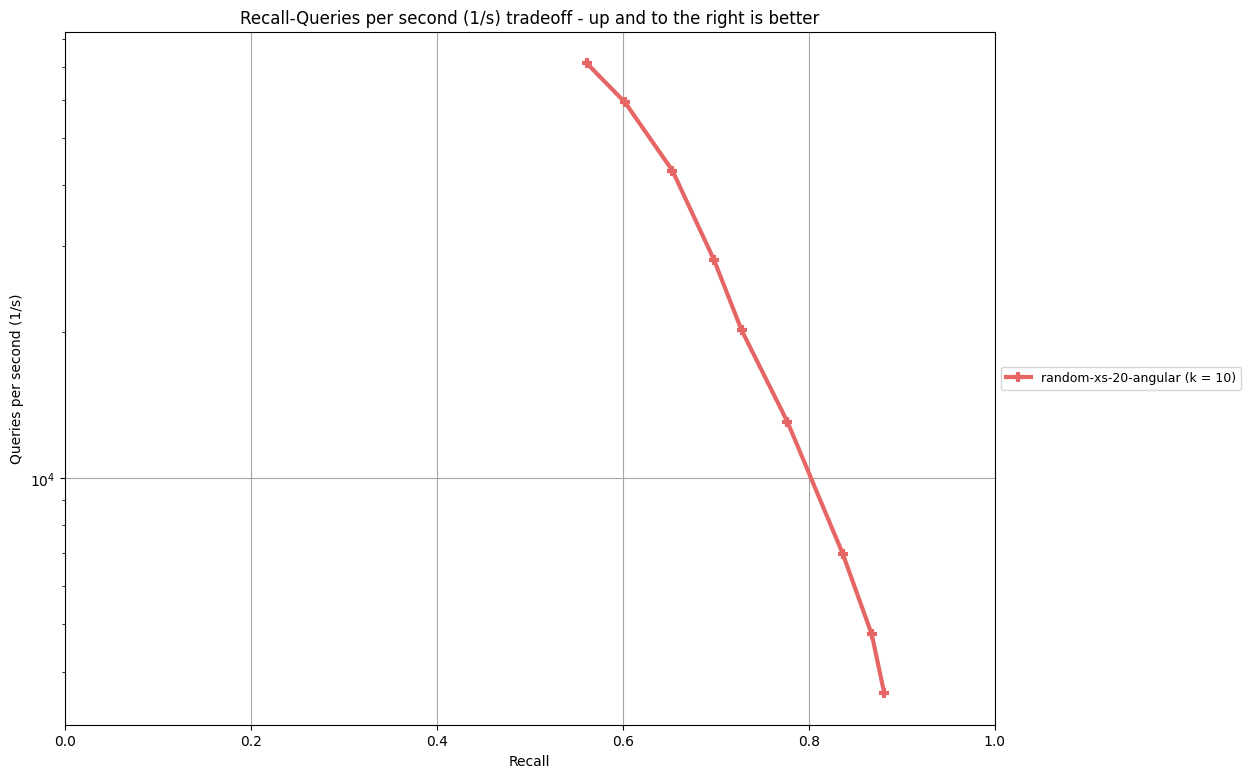 Recall-Queries per second (1/s) tradeoff - up and to the right is better
Queries per second (1/s)
10⁴
random-xs-20-angular (k = 10)
0.0 0.2 0.4 0.6 0.8 1.0
Recall